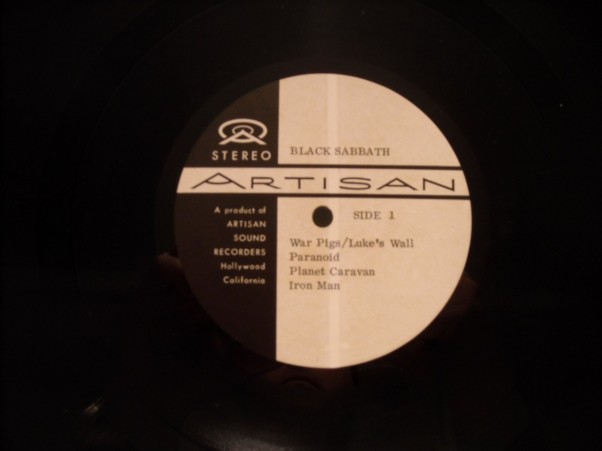 STEREO
BLACK SABBATH
ARTISAN
A product of
ARTISAN
SOUND
RECORDERS
Hollywood
California
SIDE 1
War Pigs/Luke's Wall
Paranoid
Planet Caravan
Iron Man